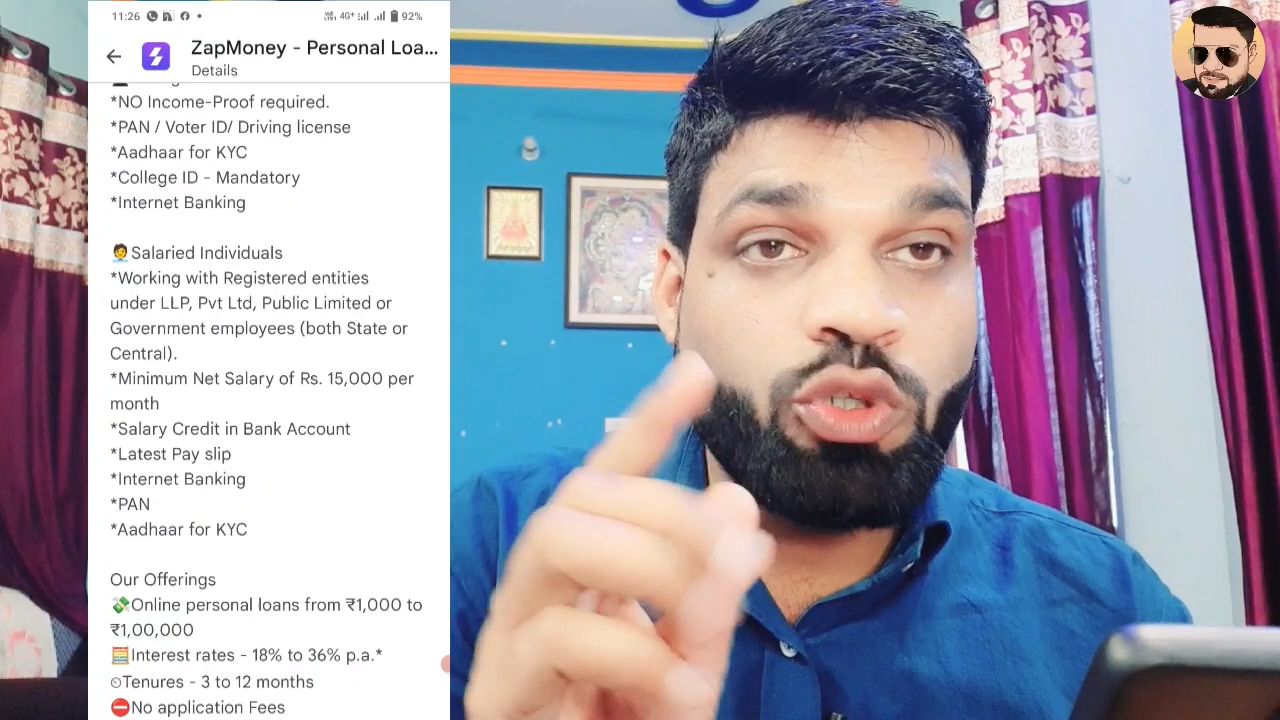 11:26
4G+
92%
ZapMoney - Personal Loa...
Details
*NO Income-Proof required.
*PAN / Voter ID/ Driving license
*Aadhaar for KYC
*College ID - Mandatory
*Internet Banking
Salaried Individuals
*Working with Registered entities
under LLP, Pvt Ltd, Public Limited or
Government employees (both State or
Central).
*Minimum Net Salary of Rs. 15,000 per
month
*Salary Credit in Bank Account
*Latest Pay slip
*Internet Banking
*PAN
*Aadhaar for KYC
Our Offerings
Online personal loans from ₹1,000 to
₹1,00,000
Interest rates - 18% to 36% p.a.*
Tenures - 3 to 12 months
No application Fees